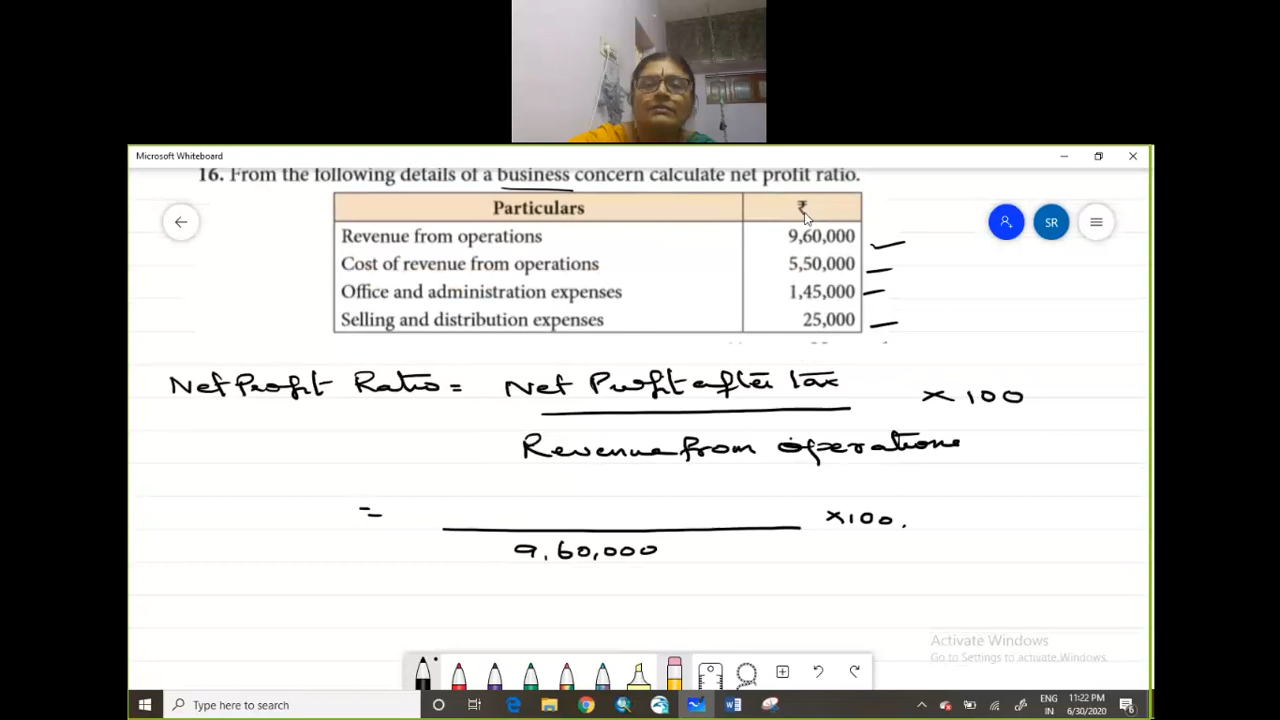 Microsoft Whiteboard
16. From the following details of a business concern calculate net profit ratio.
Particulars ₹
Revenue from operations 9,60,000
Cost of revenue from operations 5,50,000
Office and administration expenses 1,45,000
Selling and distribution expenses 25,000
SR
Net Profit Ratio = Net Profit after tax × 100
Revenue from operations
= ×100.
9,60,000
Activate Windows
Go to Settings to activate Windows.
Type here to search
ENG 11:22 PM
IN 6/30/2020
6